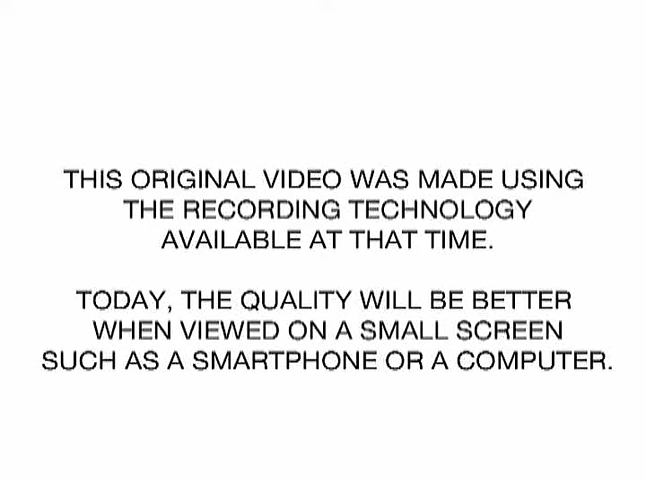 THIS ORIGINAL VIDEO WAS MADE USING
THE RECORDING TECHNOLOGY
AVAILABLE AT THAT TIME.
TODAY, THE QUALITY WILL BE BETTER
WHEN VIEWED ON A SMALL SCREEN
SUCH AS A SMARTPHONE OR A COMPUTER.